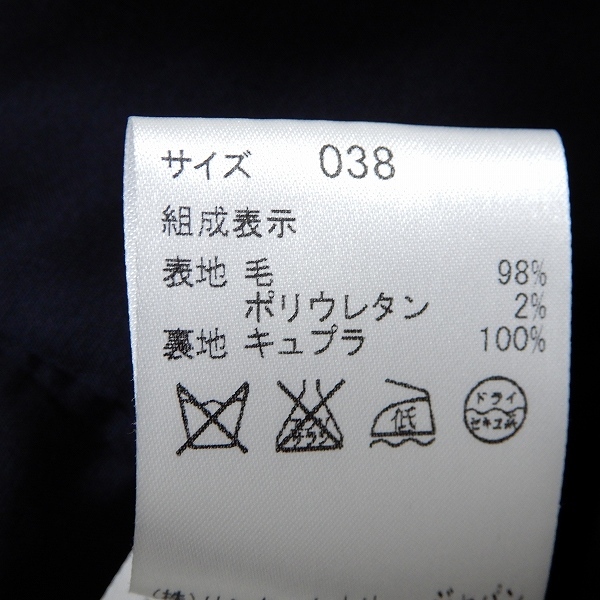 サイズ 038
組成表示
表地 毛 98%
ポリウレタン 2%
裏地 キュプラ 100%
低
ドライ
セキユ系